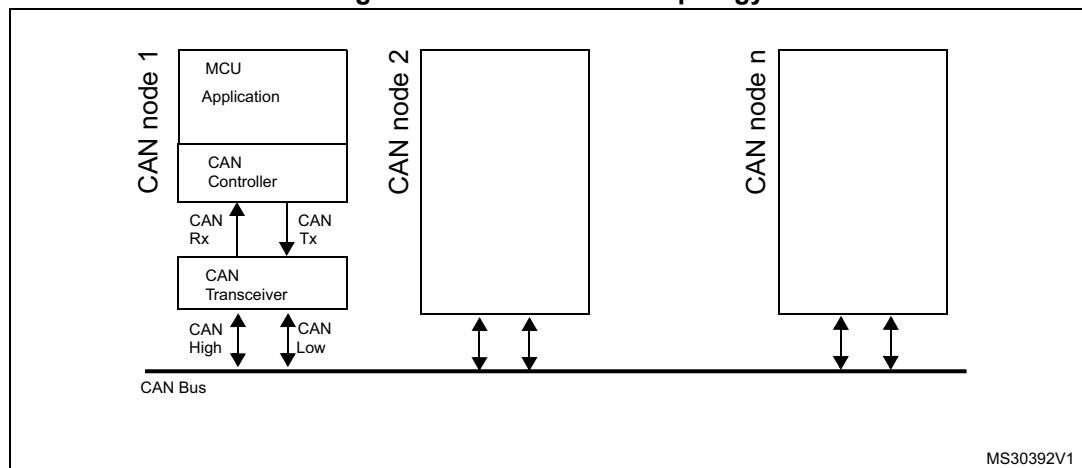 CAN node 1
MCU
Application
CAN
Controller
CAN
Rx
CAN
Tx
CAN
Transceiver
CAN
High
CAN
Low
CAN node 2
CAN node n
CAN Bus
MS30392V1